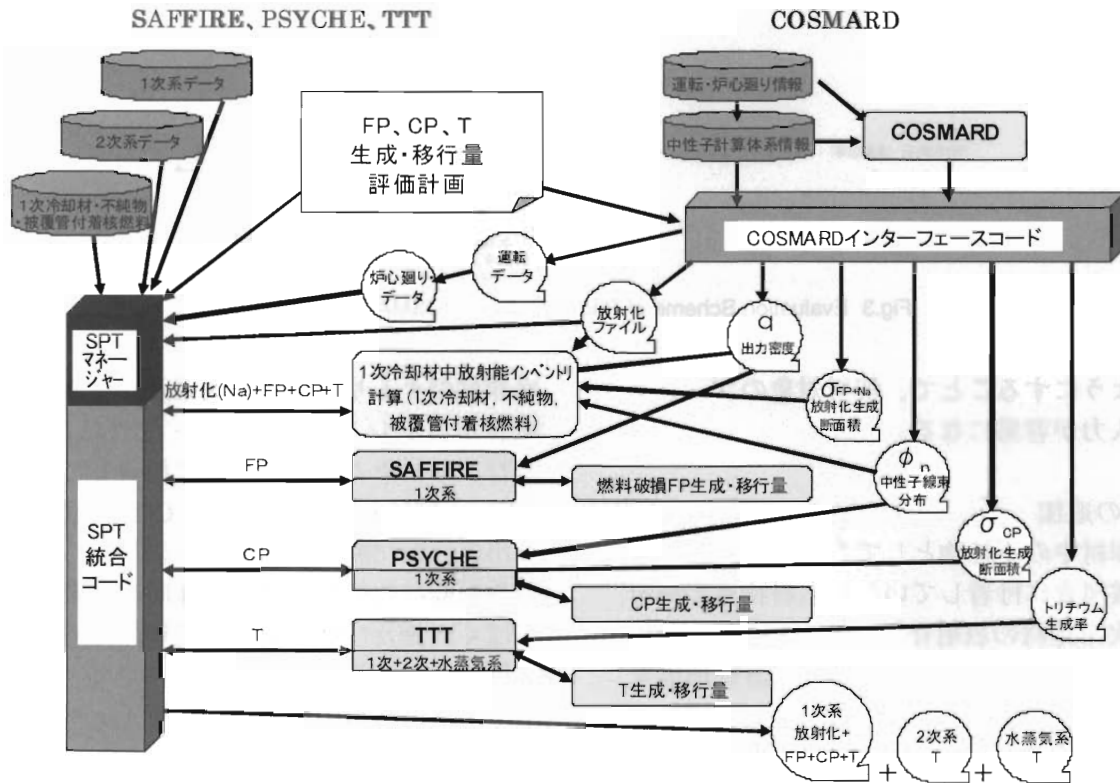 SAFFIRE, PSYCHE, TTT
COSMARD
1次系データ
2次系データ
1次冷却材・不純物
・被覆管付着核燃料
FP、CP、T
生成・移行量
評価計画
運転・炉心廻り情報
中性子計算体系情報
COSMARD
COSMARDインターフェースコード
運転
データ
炉心廻り・
データ
放射化
ファイル
q
出力密度
SPT
マネー
ジャー
放射化(Na)+FP+CP+T
1次冷却材中放射能インベントリ
計算(1次冷却材,不純物,
被覆管付着核燃料)
σFP・Na
放射化生成
断面積
FP
SAFFIRE
1次系
燃料破損FP生成・移行量
φn
中性子線束
分布
SPT
統合
コード
CP
PSYCHE
1次系
CP生成・移行量
σCP
放射化生成
断面積
トリチウム
生成率
T
TTT
1次+2次+水蒸気系
T生成・移行量
1次系
放射化+
FP+CP+T
+
2次系
T
+
水蒸気系
T
Fig.3 Evaluation Scheme